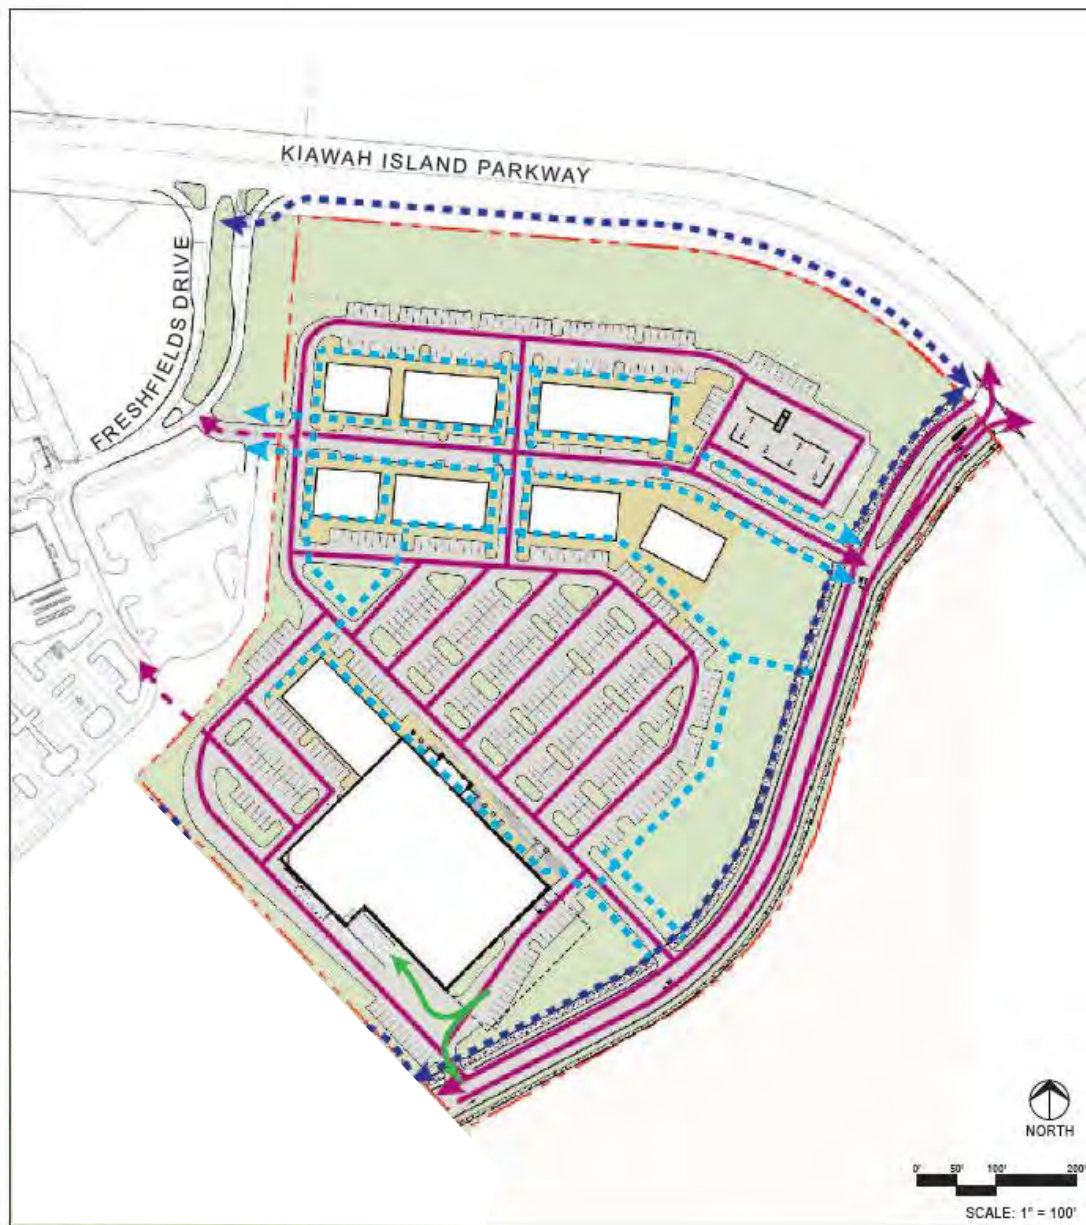 KIAWAH ISLAND PARKWAY
FRESHFIELDS DRIVE
NORTH
0' 50' 100' 200'
SCALE: 1" = 100'